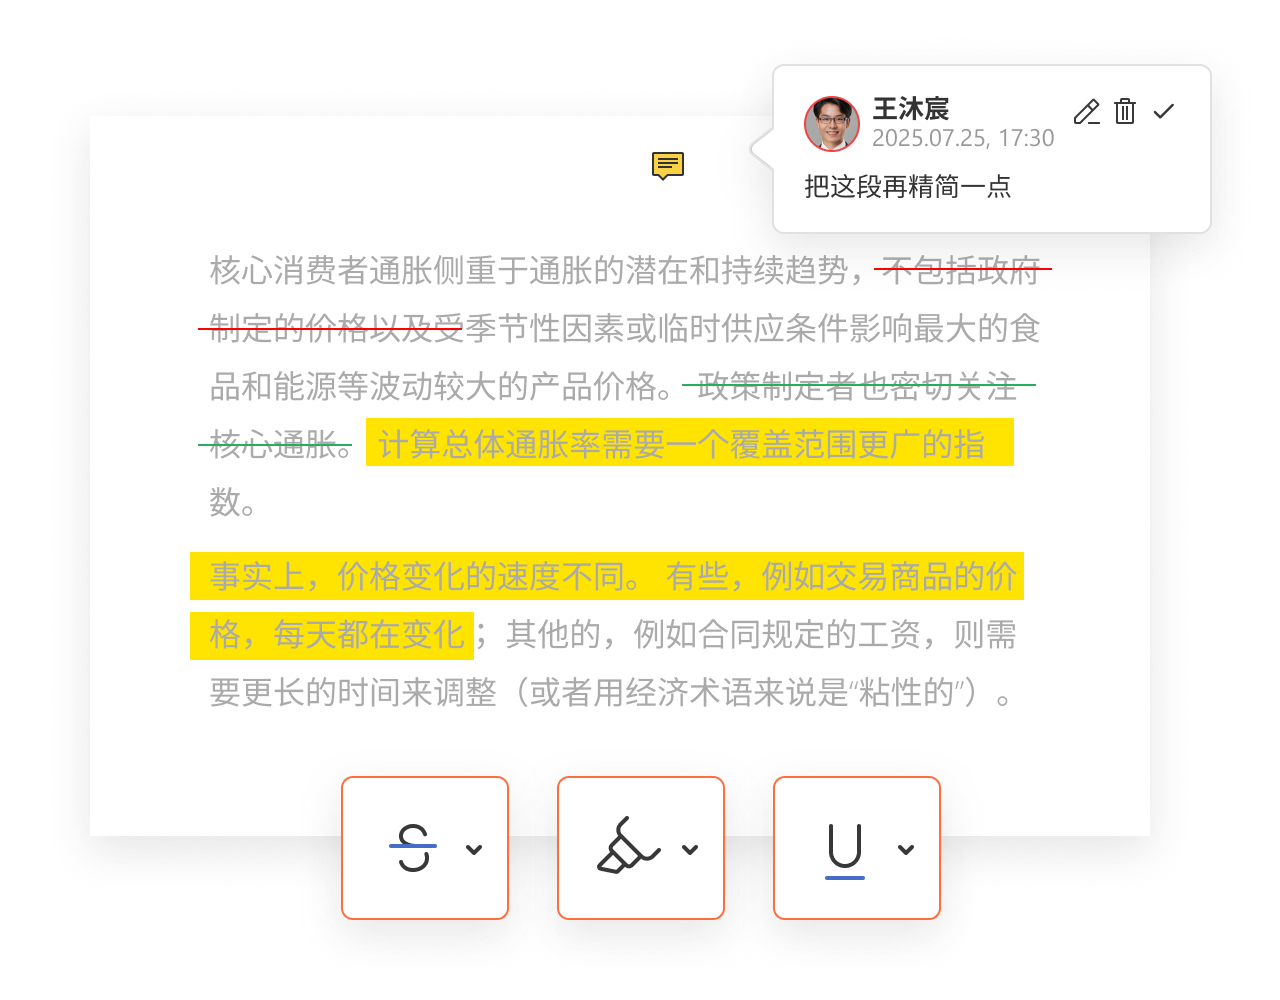 王沐宸
2025.07.25, 17:30
把这段再精简一点
核心消费者通胀侧重于通胀的潜在和持续趋势，不包括政府
制定的价格以及受季节性因素或临时供应条件影响最大的食
品和能源等波动较大的产品价格。 政策制定者也密切关注
核心通胀。 计算总体通胀率需要一个覆盖范围更广的指
数。
事实上，价格变化的速度不同。 有些，例如交易商品的价
格，每天都在变化；其他的，例如合同规定的工资，则需
要更长的时间来调整（或者用经济术语来说是“粘性的”）。